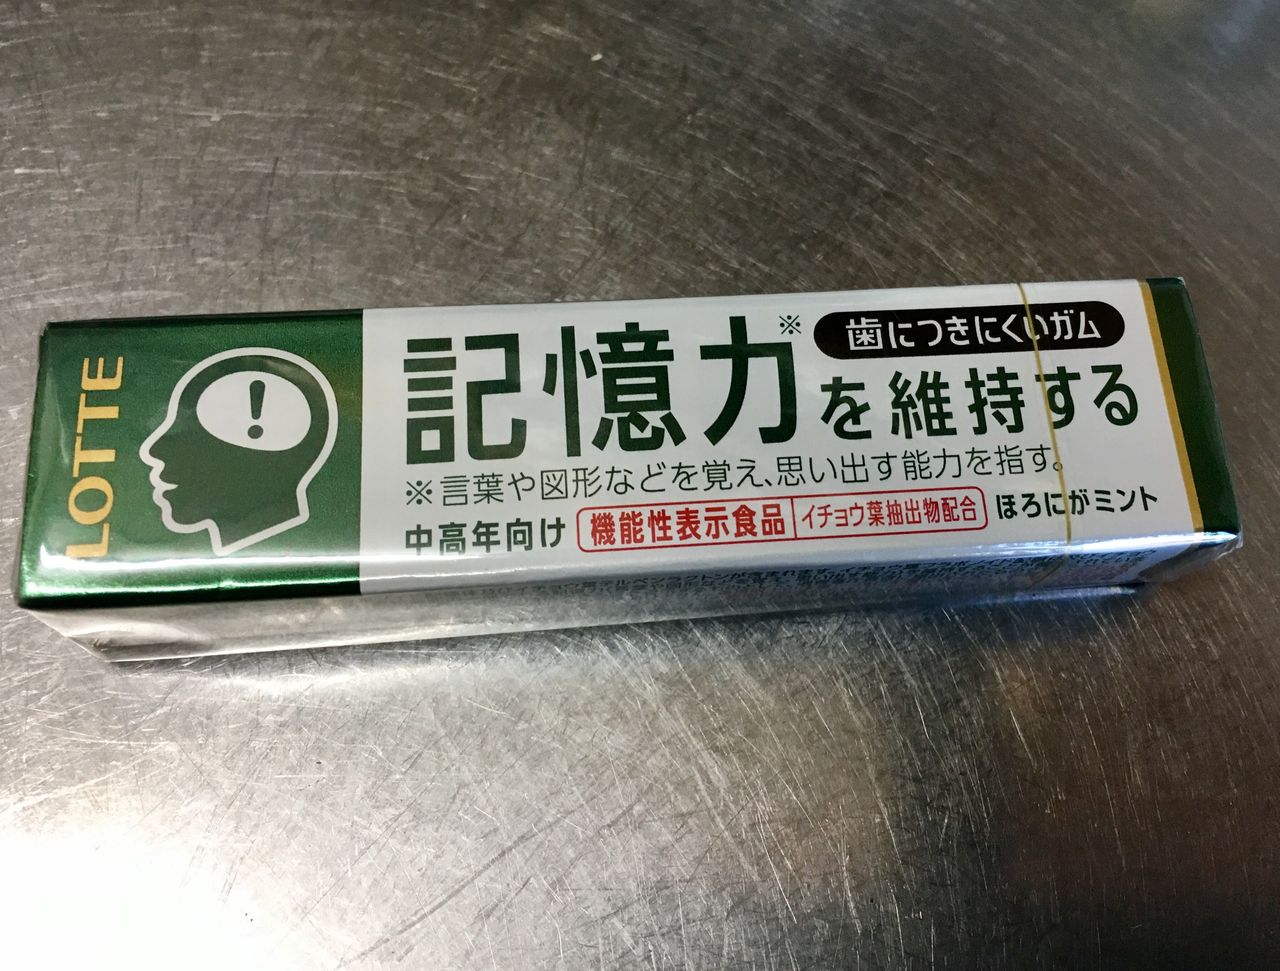 LOTTE
歯につきにくいガム
記憶力※を維持する
※言葉や図形などを覚え、思い出す能力を指す。
中高年向け 機能性表示食品 イチョウ葉抽出物配合 ほろにがミント